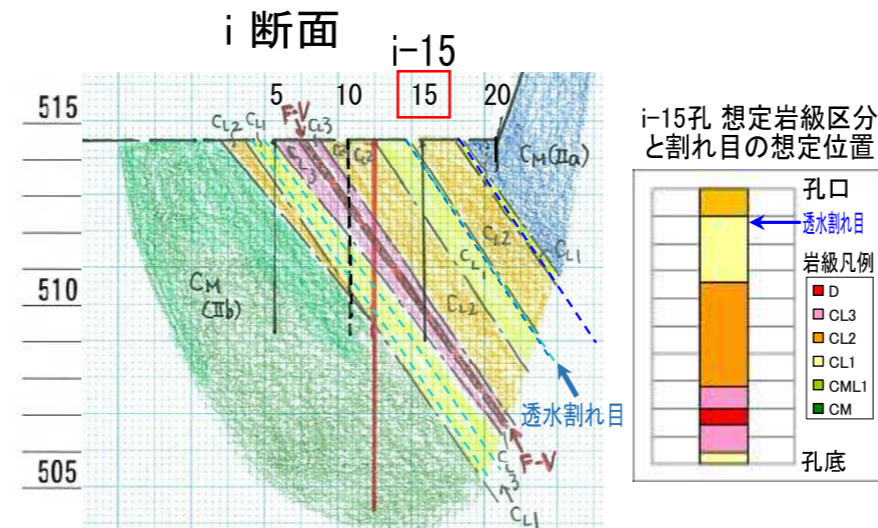 i 断面
i-15
5 10 15 20
515
510
505
CL2
CL1
F-V
CL3
CL2
CM(IIa)
CL2
CL1
CL1
CL2
CM
(IIb)
透水割れ目
F-V
CL3
CL1
i-15孔 想定岩級区分
と割れ目の想定位置
孔口
透水割れ目
岩級凡例
D
CL3
CL2
CL1
CML1
CM
孔底